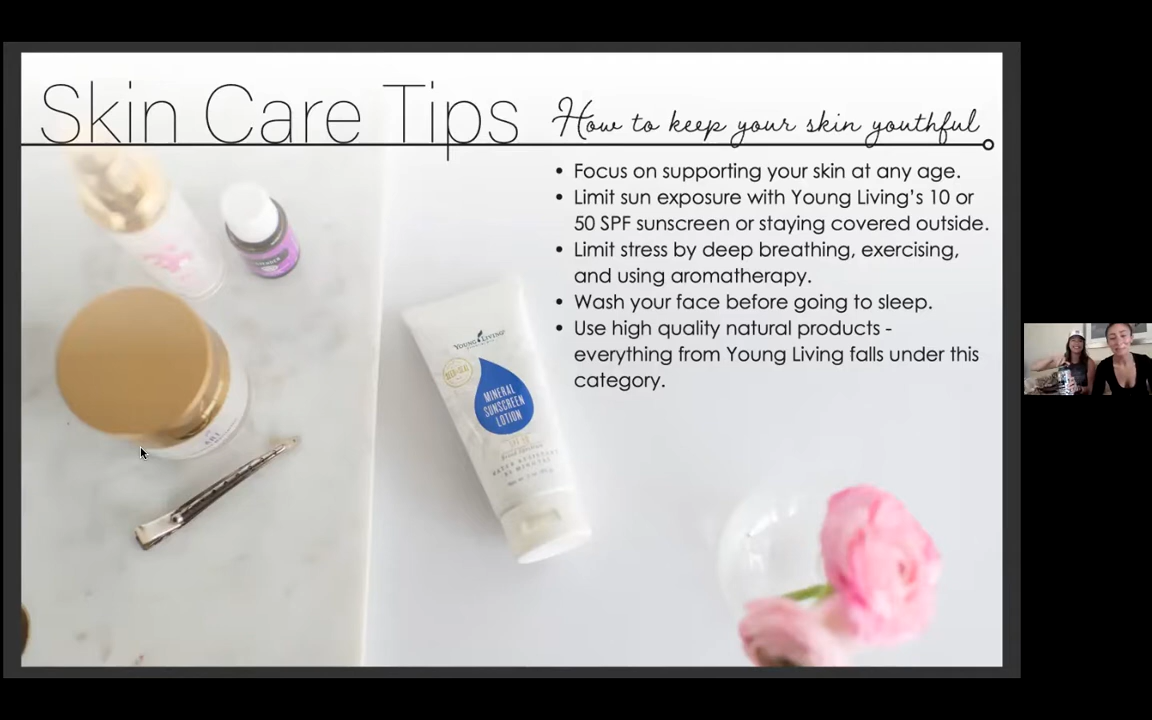 Skin Care Tips
How to keep your skin youthful
• Focus on supporting your skin at any age.
• Limit sun exposure with Young Living’s 10 or
50 SPF sunscreen or staying covered outside.
• Limit stress by deep breathing, exercising,
and using aromatherapy.
• Wash your face before going to sleep.
• Use high quality natural products -
everything from Young Living falls under this
category.
YOUNG LIVING
MINERAL
SUNSCREEN
LOTION